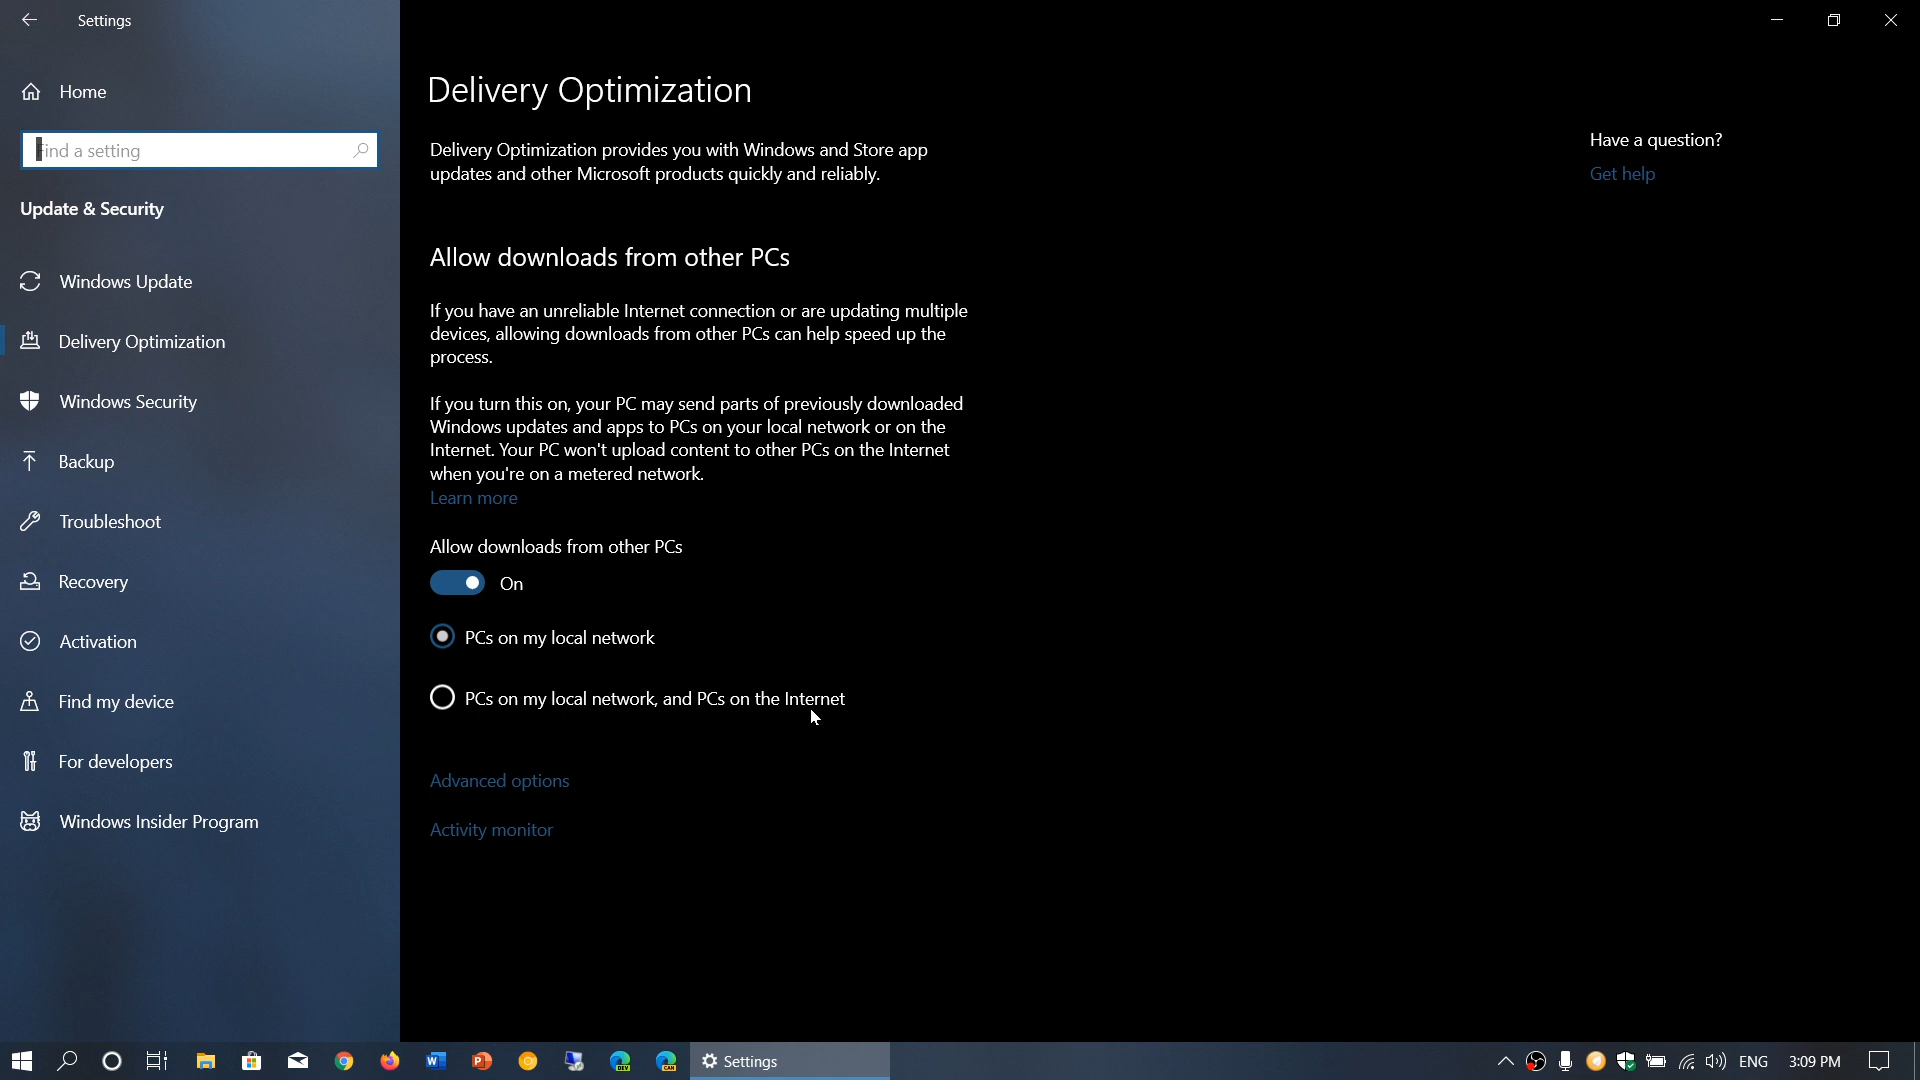 Settings
Home
Find a setting
Update & Security
Windows Update
Delivery Optimization
Windows Security
Backup
Troubleshoot
Recovery
Activation
Find my device
For developers
Windows Insider Program
Delivery Optimization
Delivery Optimization provides you with Windows and Store app
updates and other Microsoft products quickly and reliably.
Allow downloads from other PCs
If you have an unreliable Internet connection or are updating multiple
devices, allowing downloads from other PCs can help speed up the
process.
If you turn this on, your PC may send parts of previously downloaded
Windows updates and apps to PCs on your local network or on the
Internet. Your PC won't upload content to other PCs on the Internet
when you're on a metered network.
Learn more
Allow downloads from other PCs
On
PCs on my local network
PCs on my local network, and PCs on the Internet
Advanced options
Activity monitor
Have a question?
Get help
W
P
DEV
CAN
Settings
ENG
3:09 PM